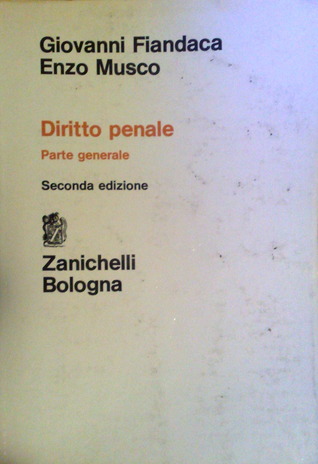 Giovanni Fiandaca
Enzo Musco
Diritto penale
Parte generale
Seconda edizione
Zanichelli
Bologna